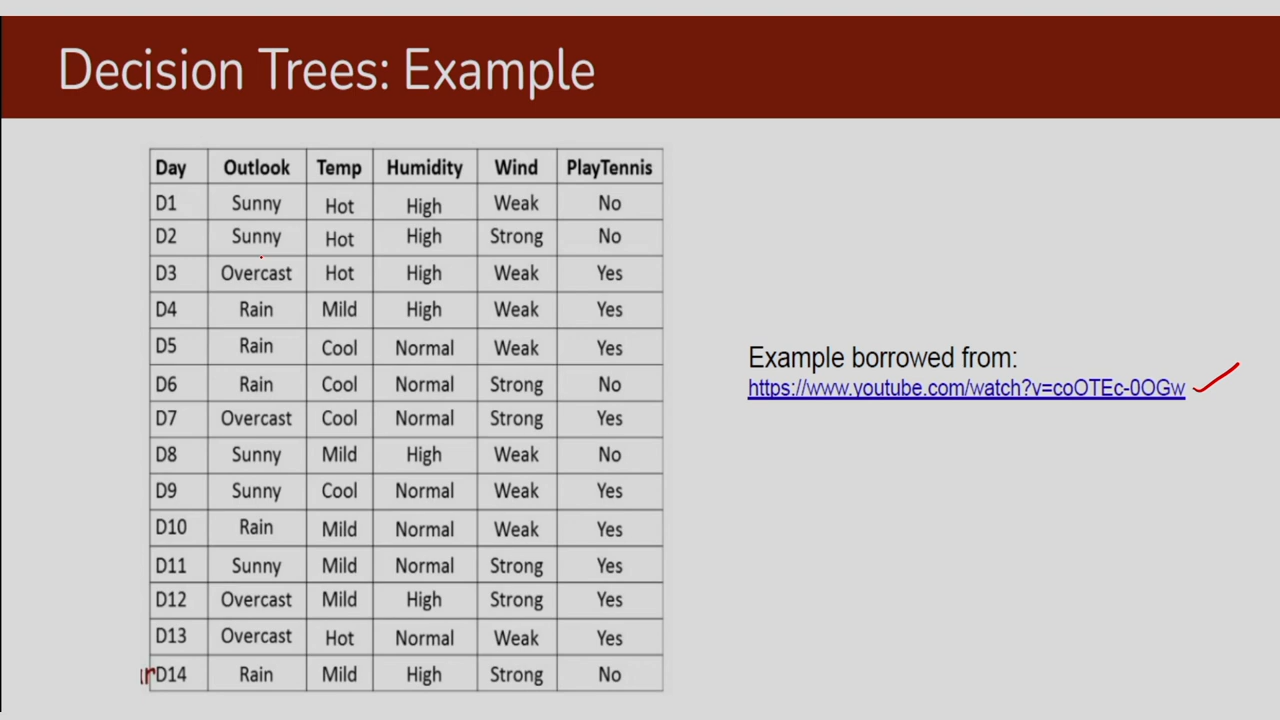 Decision Trees: Example
Day Outlook Temp Humidity Wind PlayTennis
D1 Sunny Hot High Weak No
D2 Sunny Hot High Strong No
D3 Overcast Hot High Weak Yes
D4 Rain Mild High Weak Yes
D5 Rain Cool Normal Weak Yes
D6 Rain Cool Normal Strong No
D7 Overcast Cool Normal Strong Yes
D8 Sunny Mild High Weak No
D9 Sunny Cool Normal Weak Yes
D10 Rain Mild Normal Weak Yes
D11 Sunny Mild Normal Strong Yes
D12 Overcast Mild High Strong Yes
D13 Overcast Hot Normal Weak Yes
D14 Rain Mild High Strong No
Example borrowed from:
https://www.youtube.com/watch?v=coOTEc-0OGw